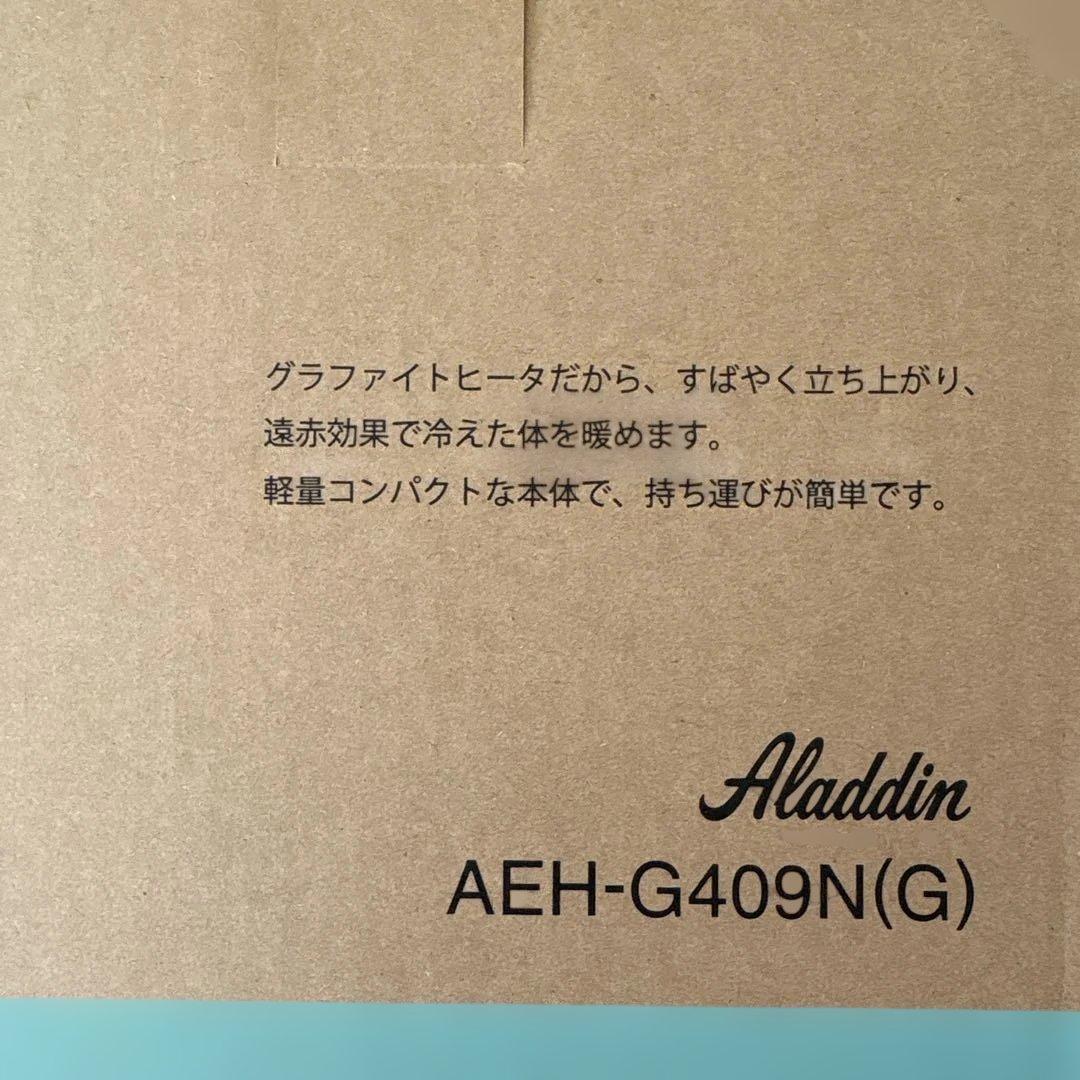 グラファイトヒータだから、すばやく立ち上がり、
遠赤効果で冷えた体を暖めます。
軽量コンパクトな本体で、持ち運びが簡単です。
Aladdin
AEH-G409N(G)